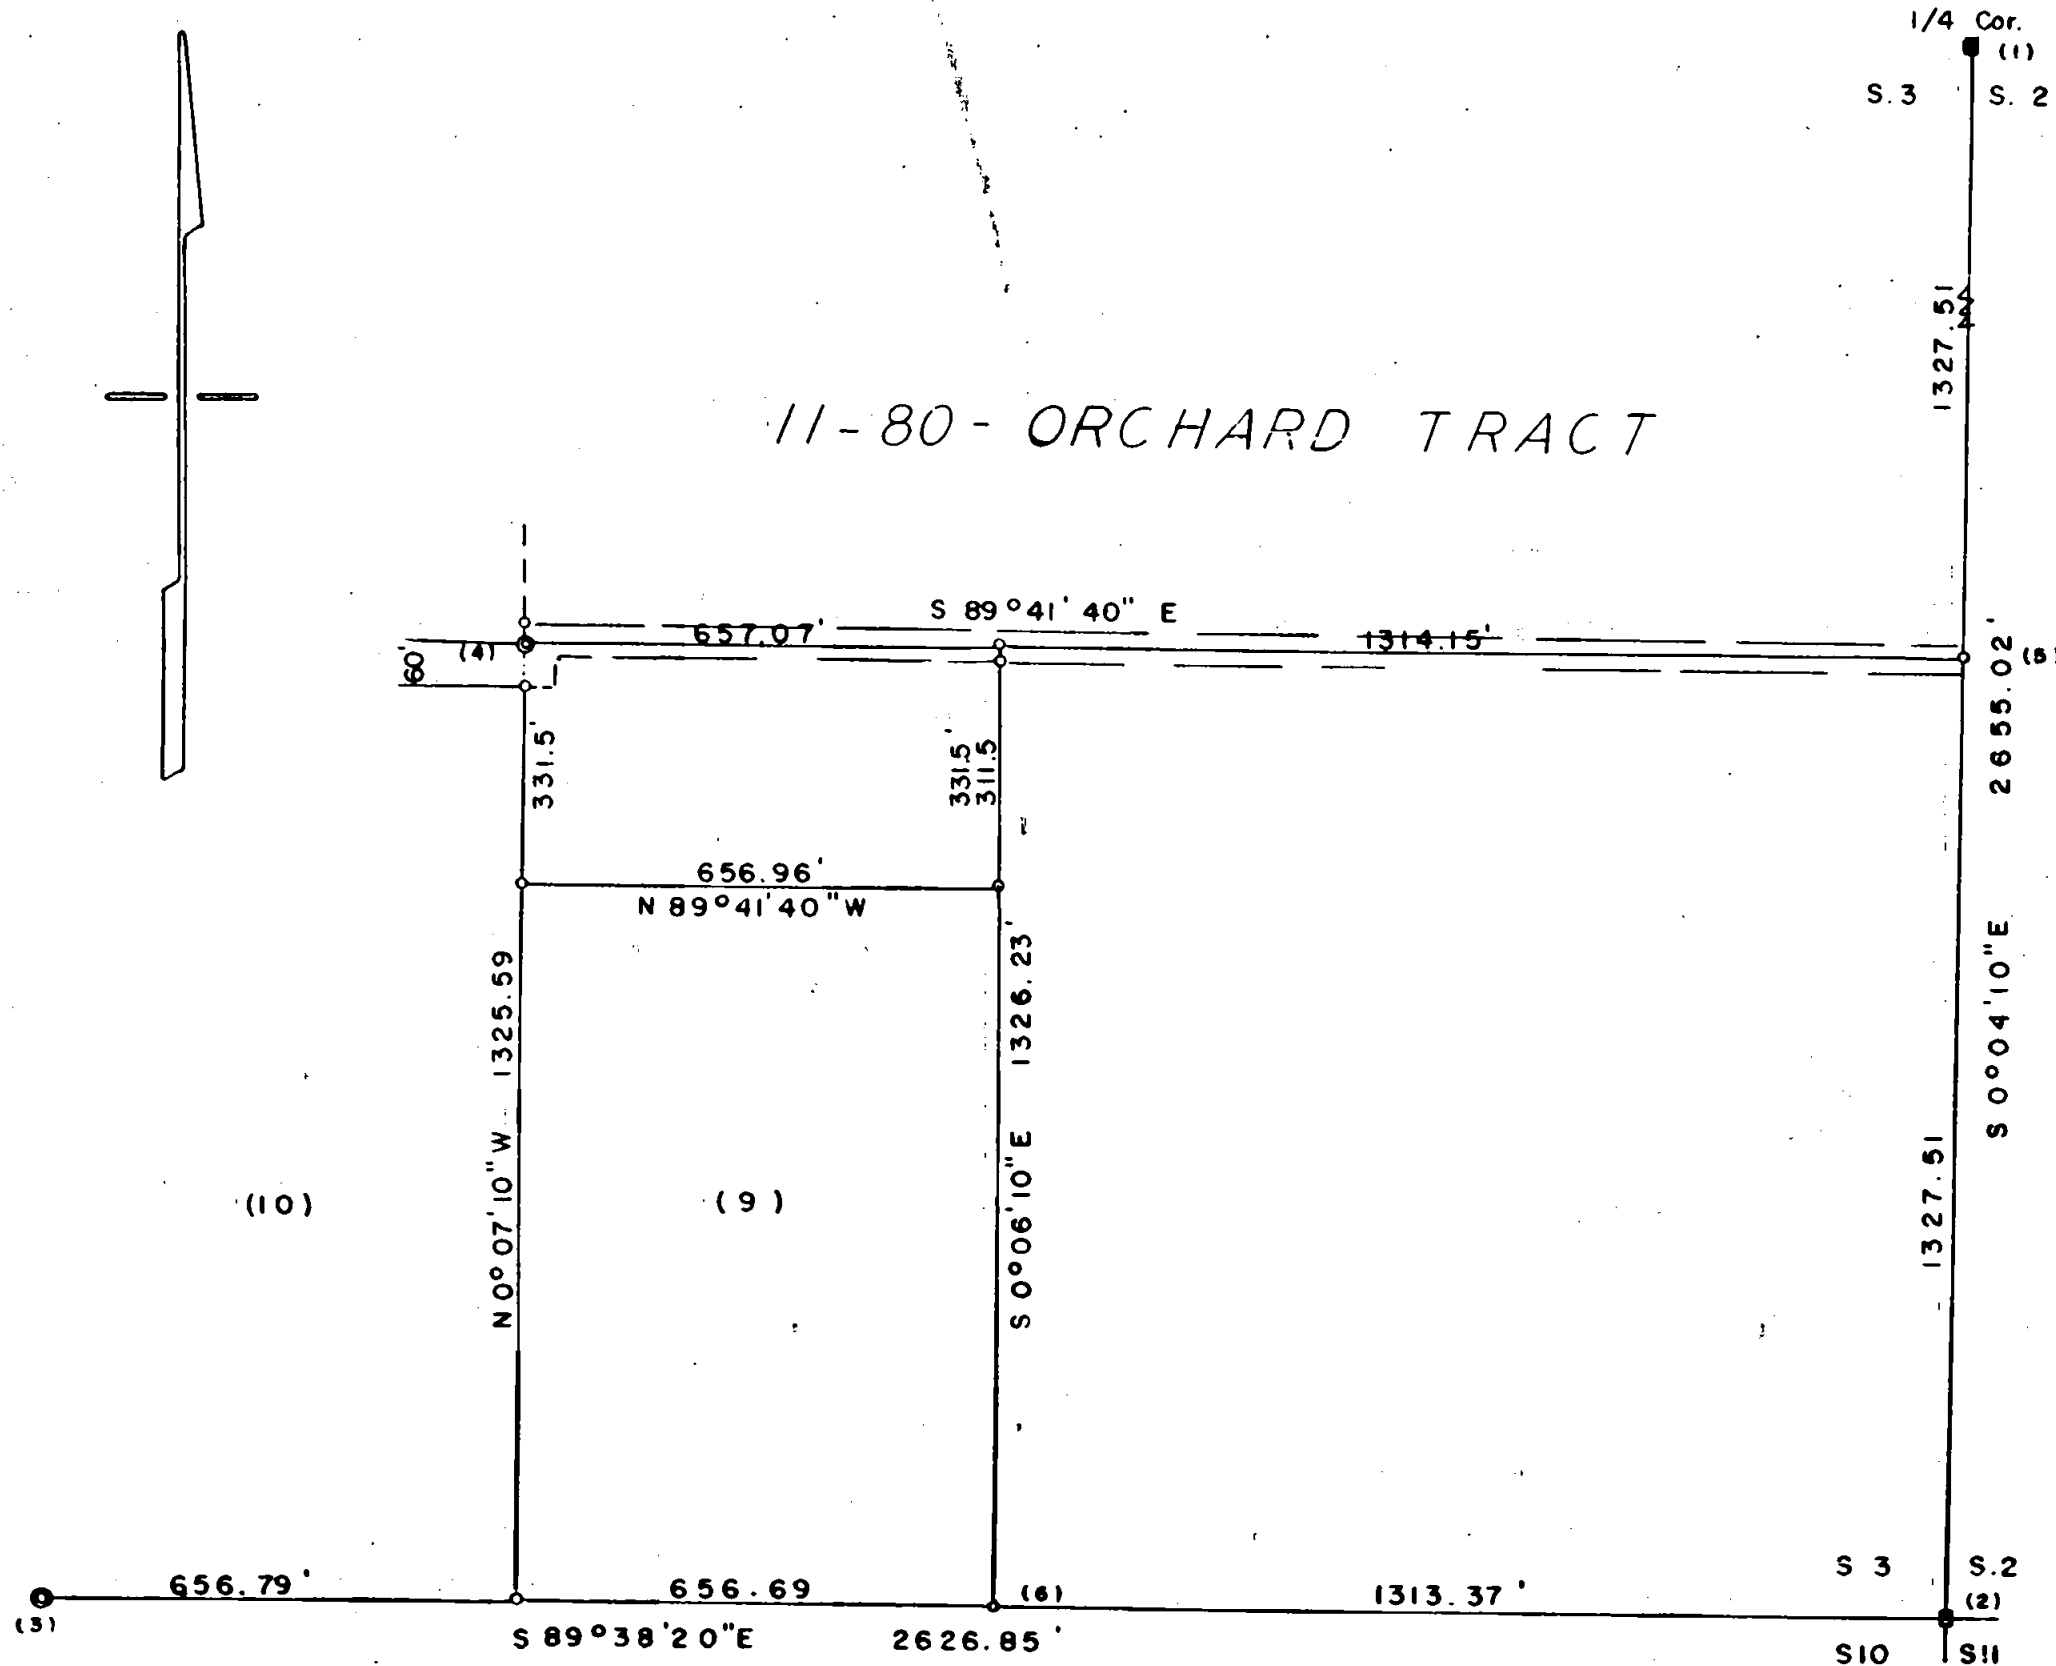 1/4 Cor.
(1)
S. 3
S. 2
1327.51
11-80- ORCHARD TRACT
S 89°41'40" E
657.07'
1314.15'
(4)
60'
(5)
2655.02'
331.5'
331.5'
311.5
656.96'
N 89°41'40"W
S 0°04'10"E
N0°07'10"W 1325.59
S 0°06'10"E 1326.23'
1327.51
(10)
(9)
S 3
S.2
656.79'
656.69
(6)
1313.37'
(2)
(3)
S 89°38'20"E
2626.85'
S10
S11